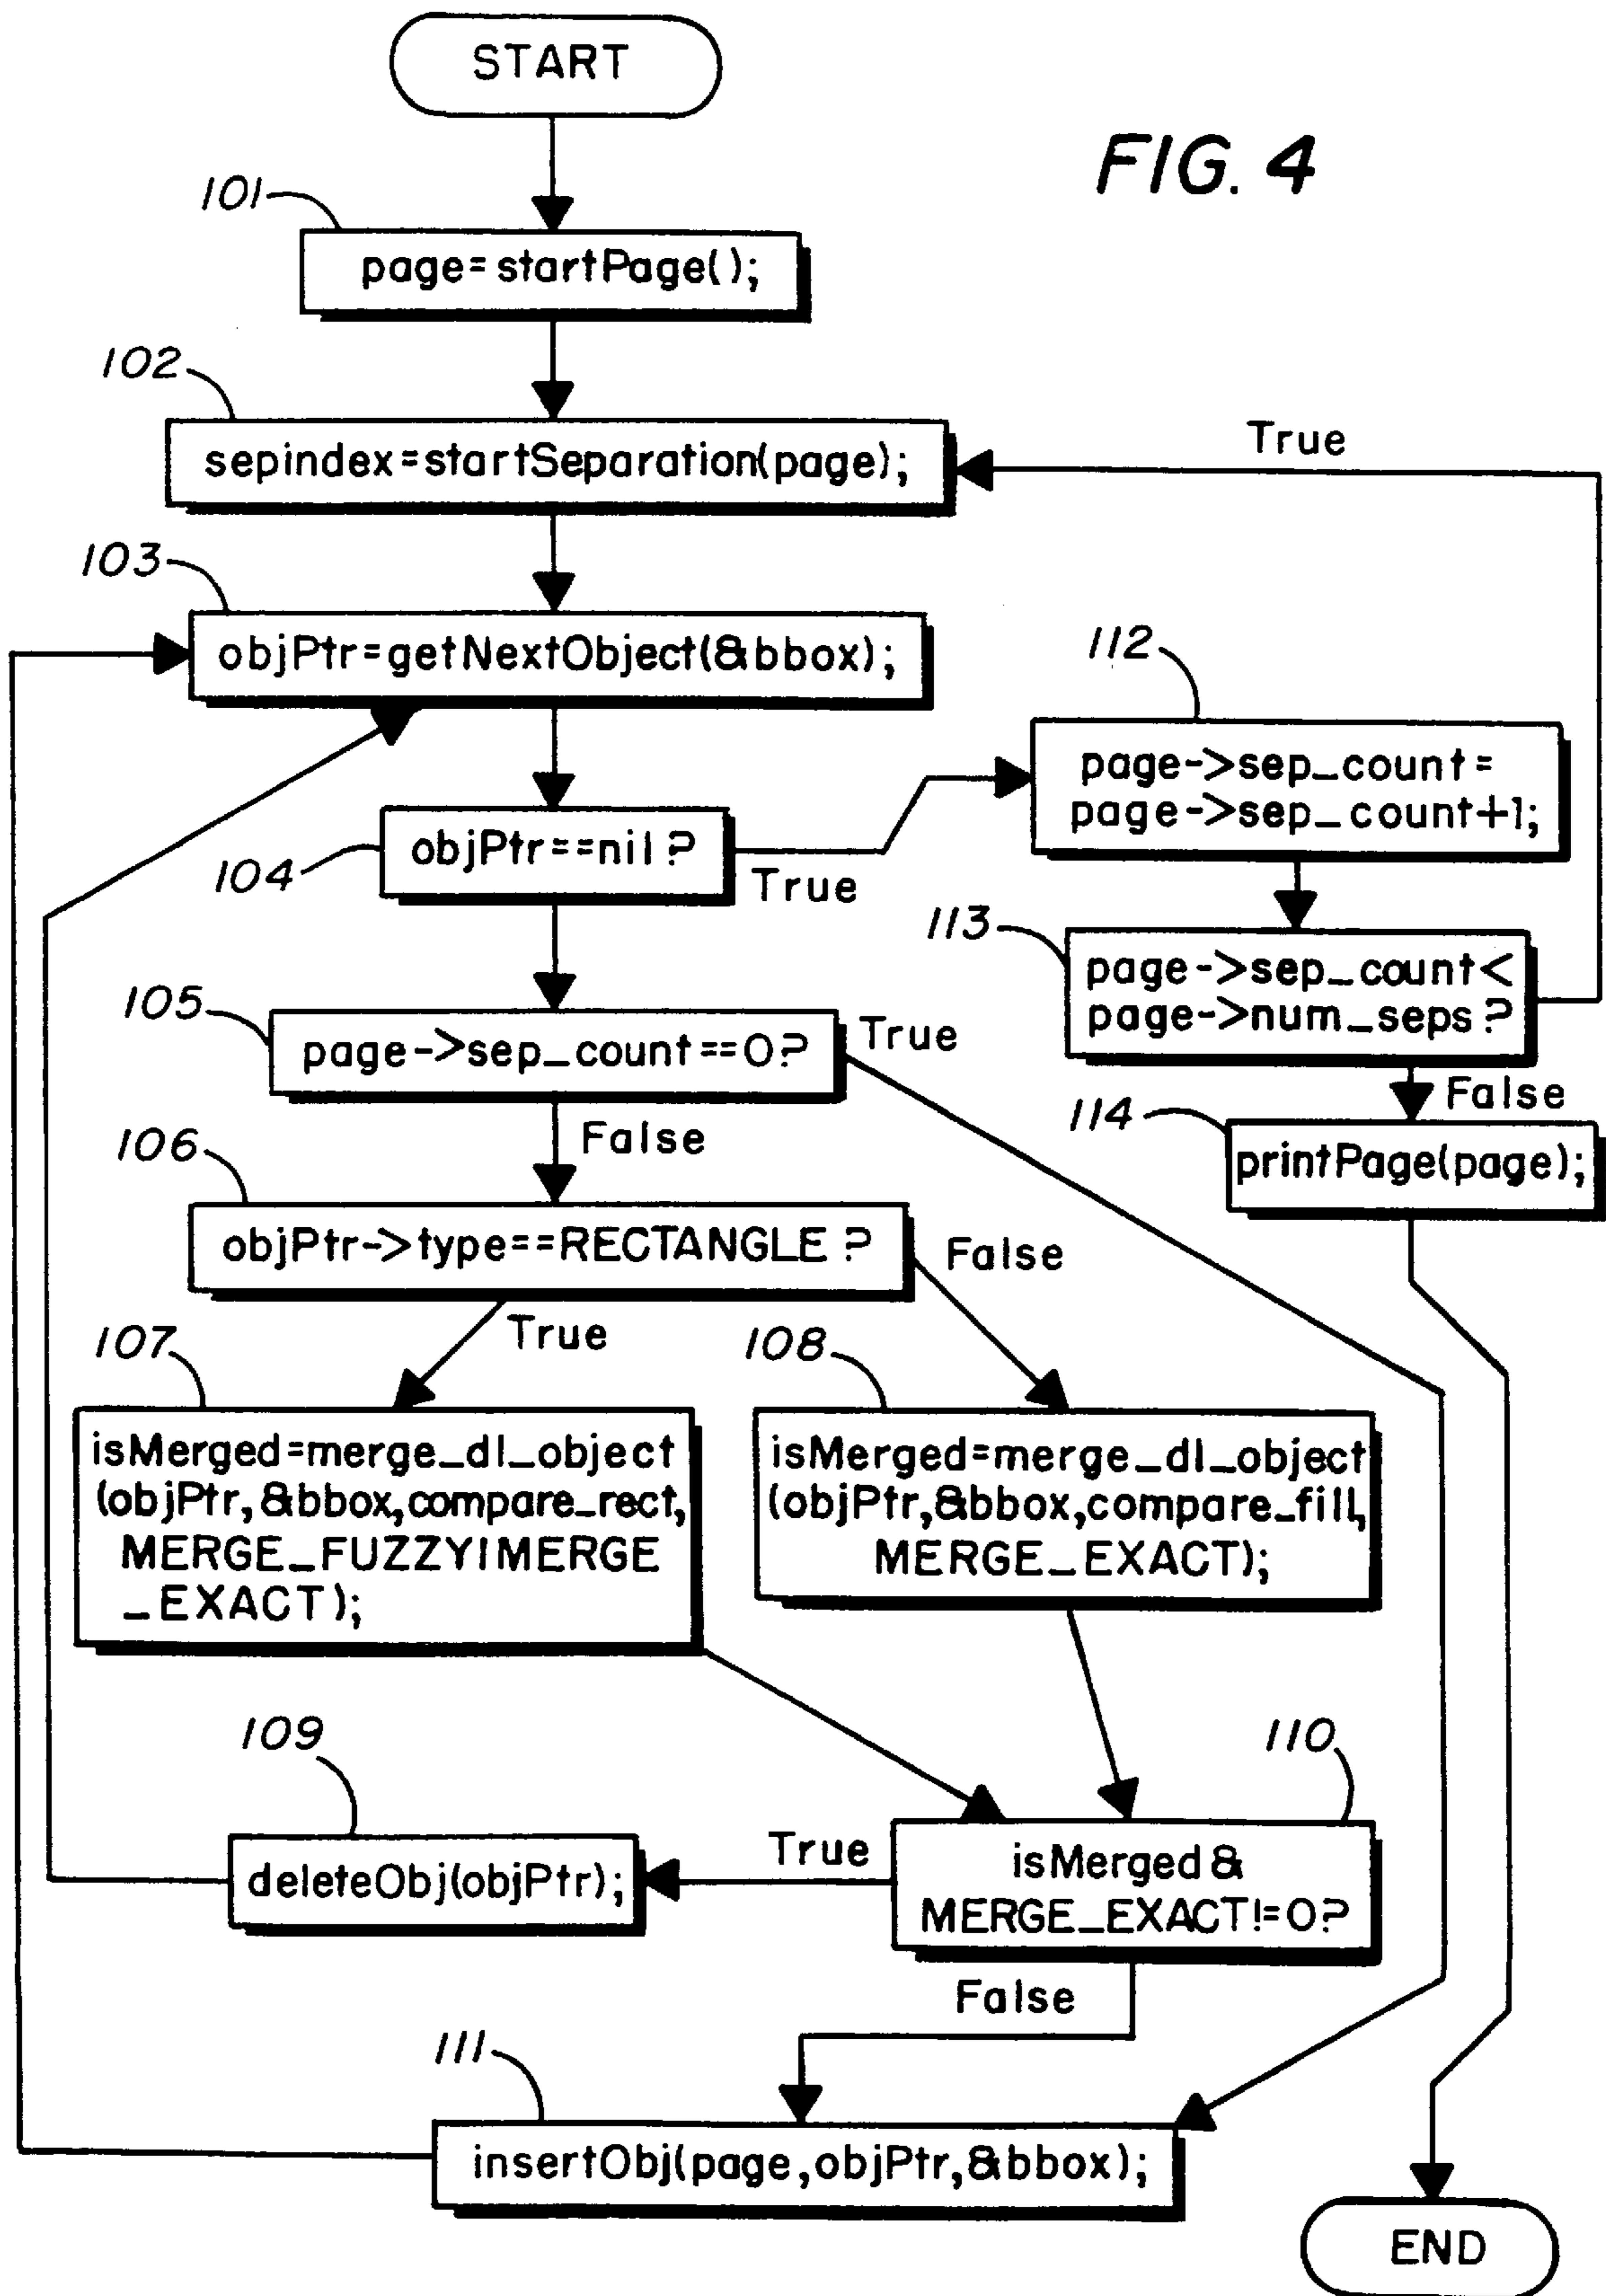 START
FIG. 4
101
page=startPage();
102
sepindex=startSeparation(page);
True
103
objPtr=getNextObject(&bbox);
112
page->sep_count=
page->sep_count+1;
104
objPtr==nil?
True
113
page->sep_count<
page->num_seps?
105
page->sep_count==0?
True
False
114
printPage(page);
False
106
objPtr->type==RECTANGLE?
False
True
107
isMerged=merge_dl_object
(objPtr,&bbox,compare_rect,
MERGE_FUZZY|MERGE
_EXACT);
108
isMerged=merge_dl_object
(objPtr,&bbox,compare_fill,
MERGE_EXACT);
109
deleteObj(objPtr);
True
110
isMerged&
MERGE_EXACT!=0?
False
111
insertObj(page,objPtr,&bbox);
END